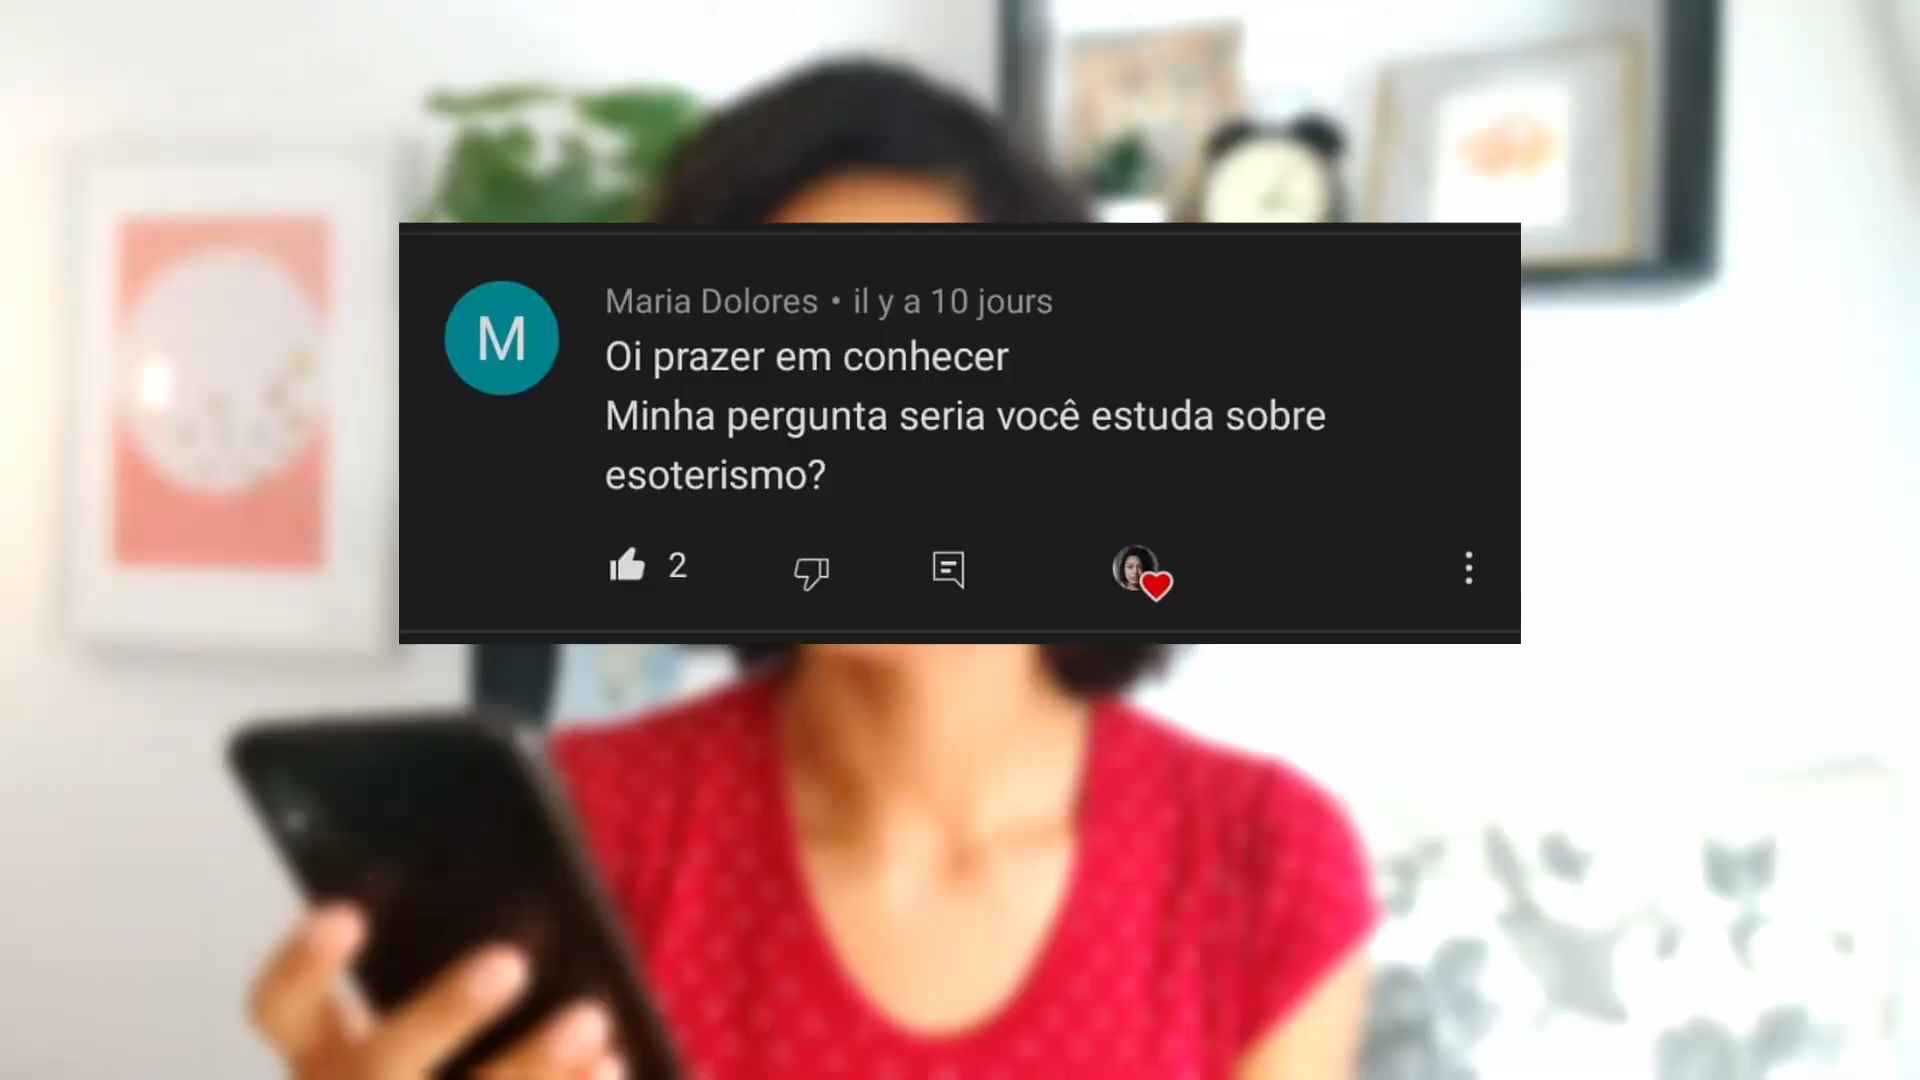 M
Maria Dolores • il y a 10 jours
Oi prazer em conhecer
Minha pergunta seria você estuda sobre
esoterismo?
2